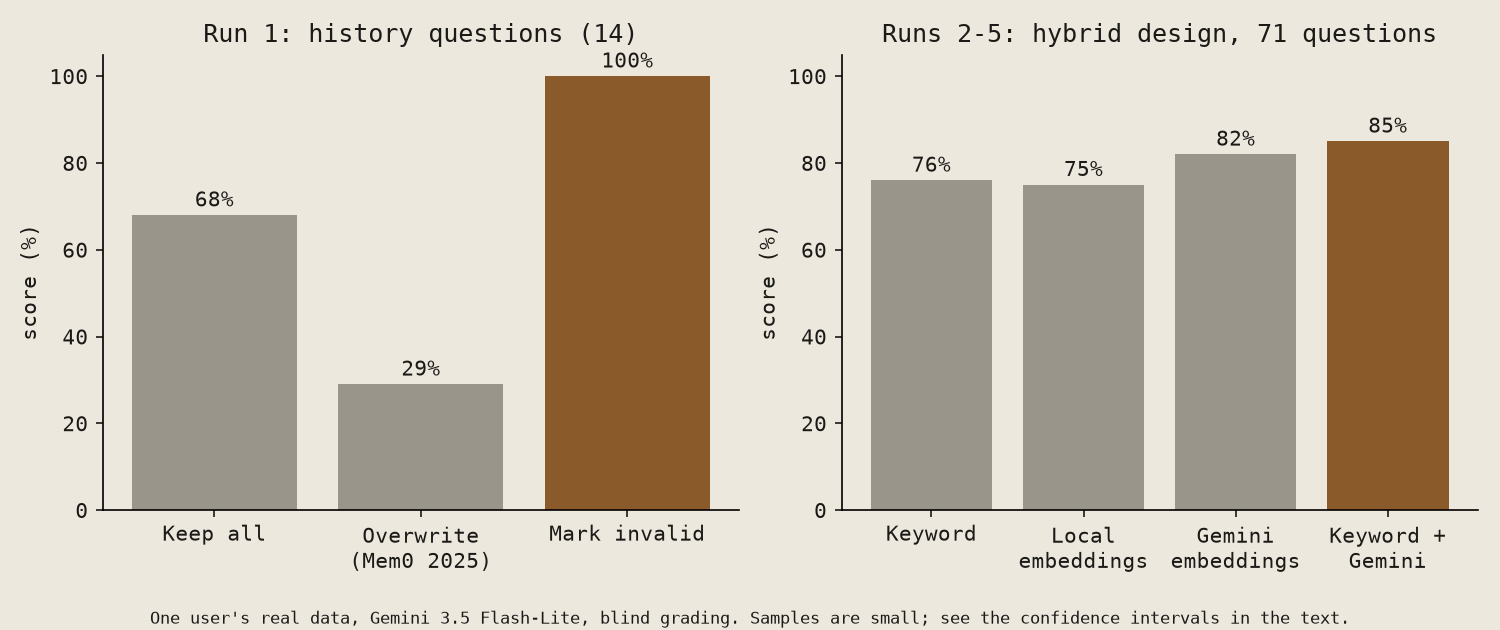 Run 1: history questions (14)
100%
100
80
68%
60
score (%)
40
29%
20
0
Keep all
Overwrite
(Mem0 2025)
Mark invalid
Runs 2-5: hybrid design, 71 questions
100
85%
82%
80
76%
75%
60
score (%)
40
20
0
Keyword
Local
embeddings
Gemini
embeddings
Keyword +
Gemini
One user's real data, Gemini 3.5 Flash-Lite, blind grading. Samples are small; see the confidence intervals in the text.